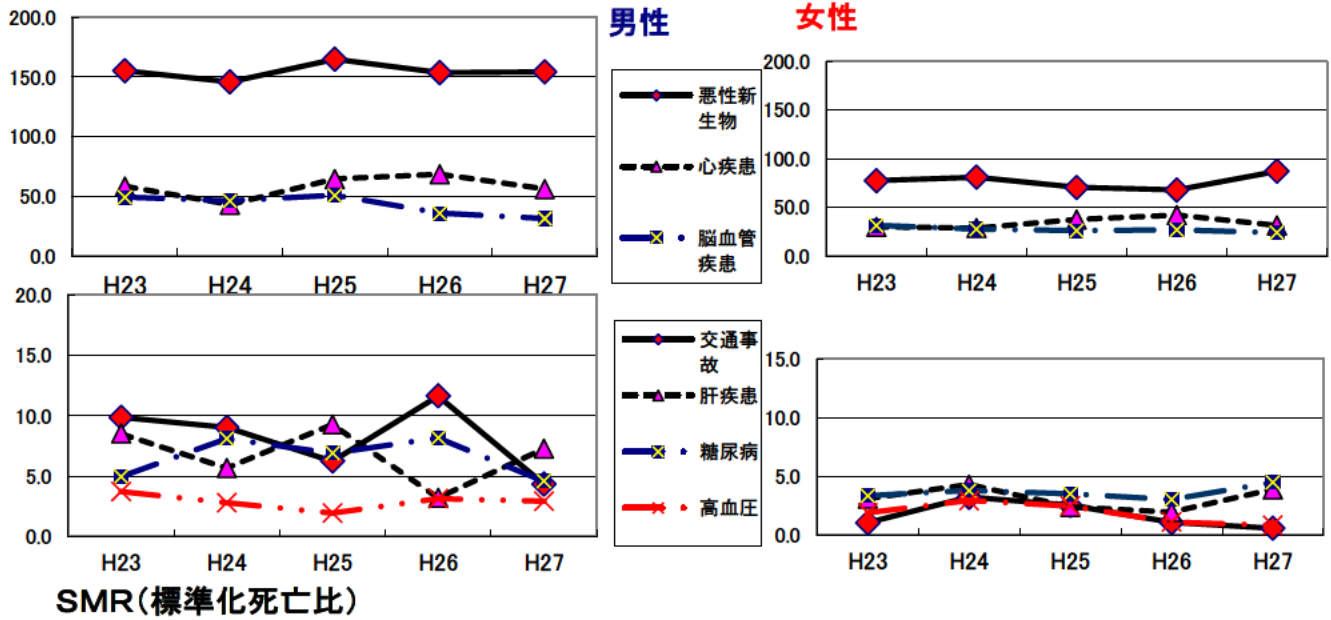 男性
女性
200.0
150.0
100.0
50.0
0.0
H23
H24
H25
H26
H27
悪性新
生物
心疾患
脳血管
疾患
200.0
150.0
100.0
50.0
0.0
H23
H24
H25
H26
H27
20.0
15.0
10.0
5.0
0.0
H23
H24
H25
H26
H27
交通事
故
肝疾患
糖尿病
高血圧
15.0
10.0
5.0
0.0
H23
H24
H25
H26
H27
SMR(標準化死亡比)